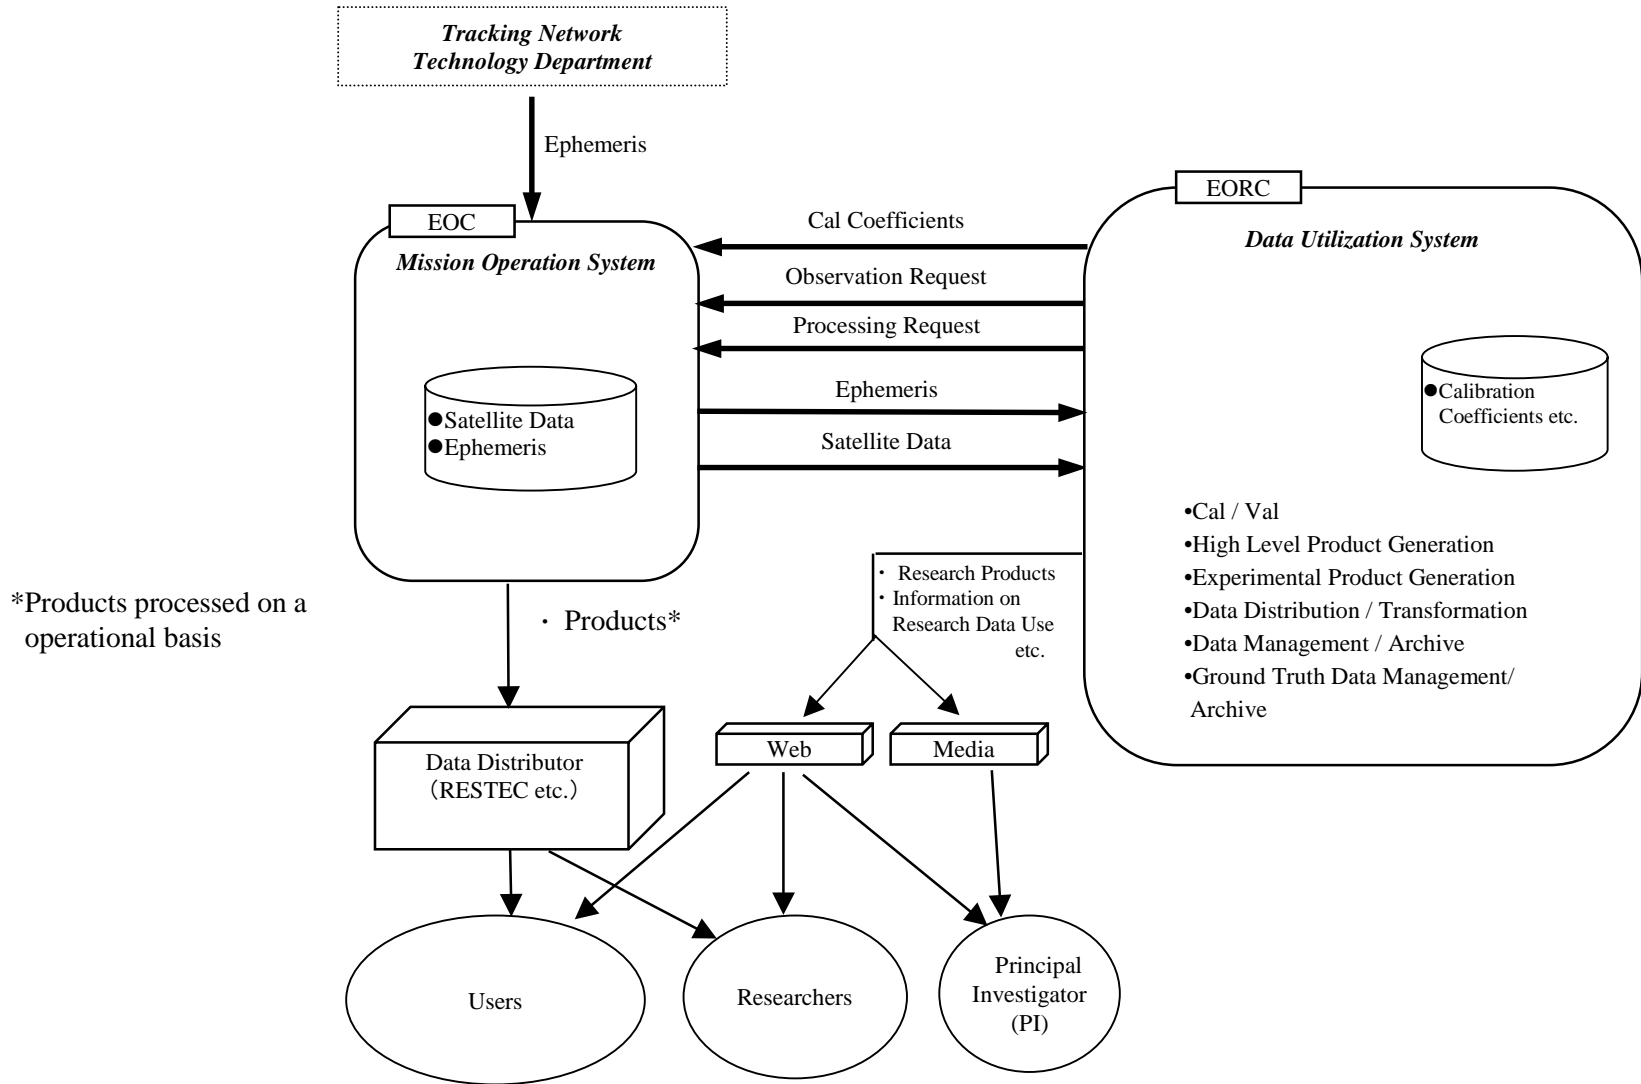 Tracking Network
Technology Department
Ephemeris
EOC
Mission Operation System
●Satellite Data
●Ephemeris
Cal Coefficients
Observation Request
Processing Request
Ephemeris
Satellite Data
EORC
Data Utilization System
●Calibration
Coefficients etc.
•Cal / Val
•High Level Product Generation
•Experimental Product Generation
•Data Distribution / Transformation
•Data Management / Archive
•Ground Truth Data Management/
Archive
*Products processed on a
operational basis
・ Products*
・ Research Products
・ Information on
Research Data Use
etc.
Data Distributor
（RESTEC etc.）
Web
Media
Users
Researchers
Principal
Investigator
(PI)